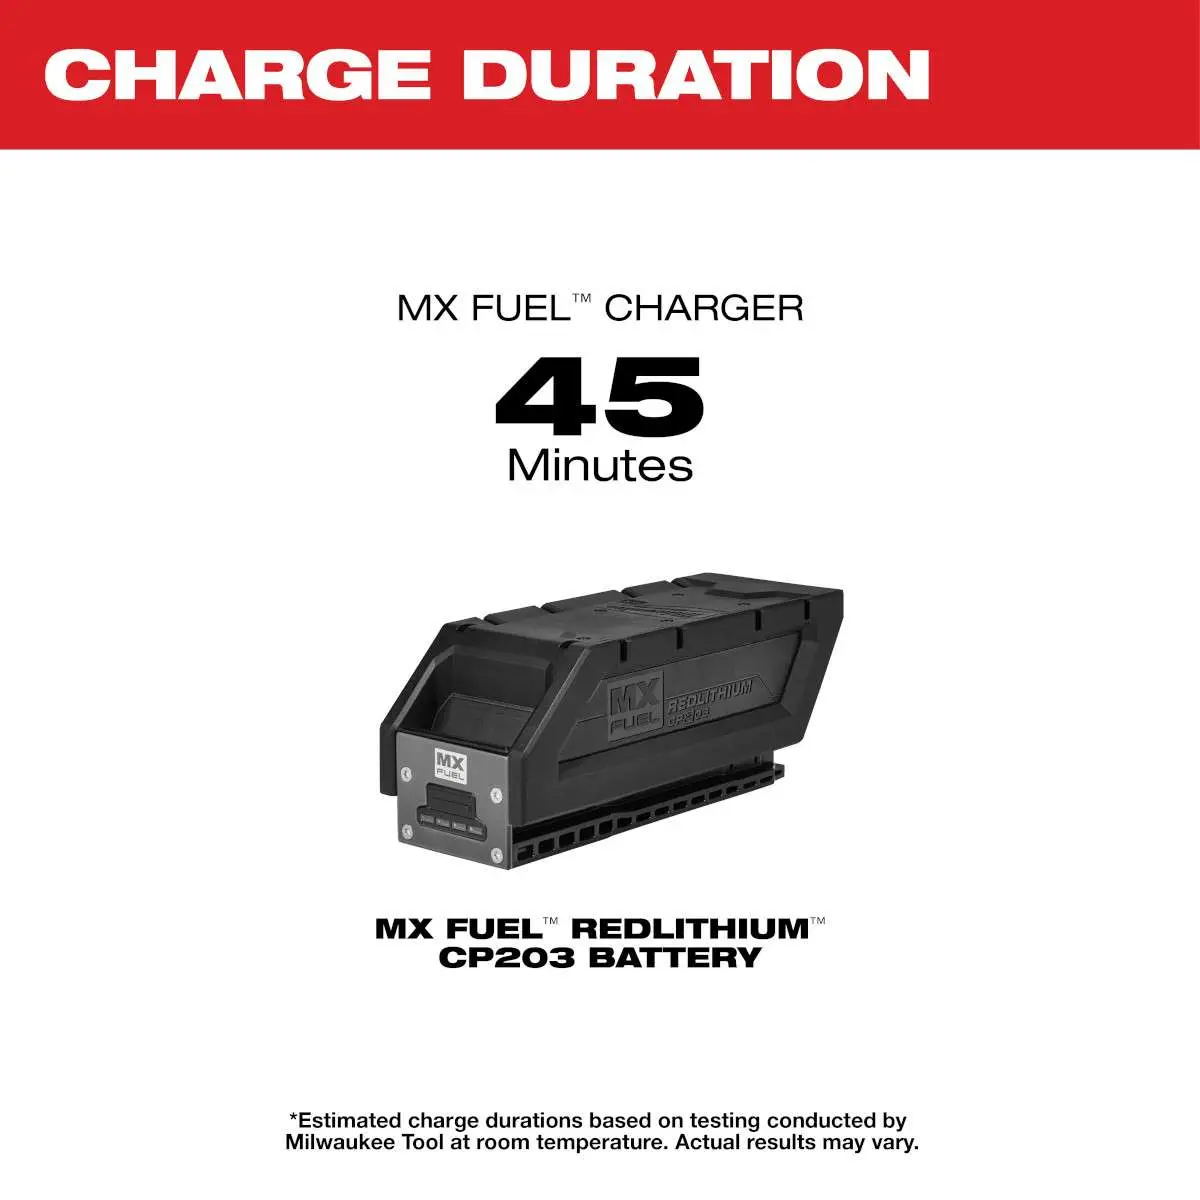 CHARGE DURATION
MX FUEL™ CHARGER
45
Minutes
MX
FUEL
REDLITHIUM
CP203
MX
FUEL
MX FUEL™ REDLITHIUM™
CP203 BATTERY
*Estimated charge durations based on testing conducted by
Milwaukee Tool at room temperature. Actual results may vary.